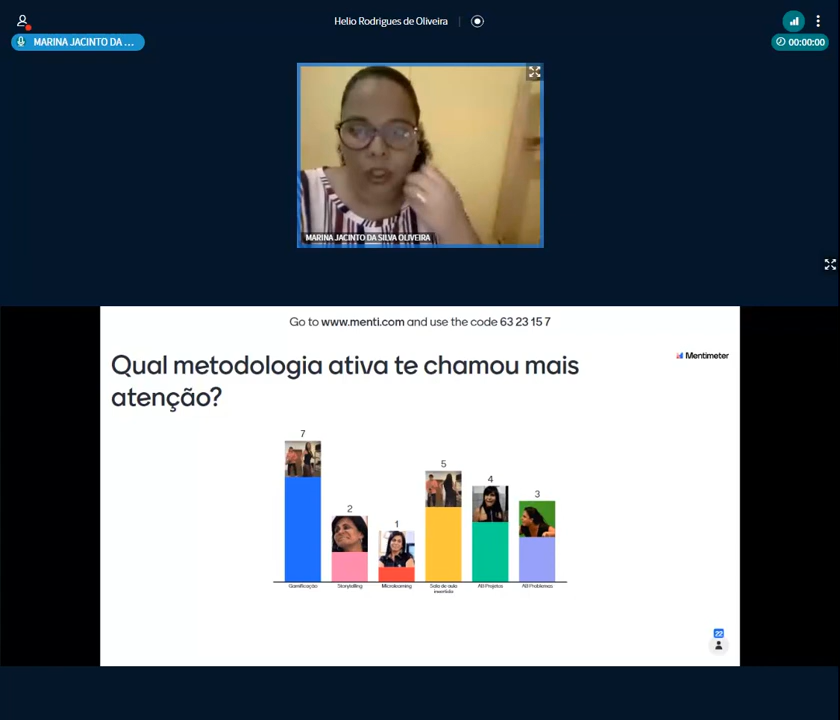 Helio Rodrigues de Oliveira
MARINA JACINTO DA ...
00:00:00
MARINA JACINTO DA SILVA OLIVEIRA
Go to www.menti.com and use the code 63 23 15 7
Mentimeter
Qual metodologia ativa te chamou mais
atenção?
7
5
4
3
2
1
Gamificação
Storytelling
Microlearning
Sala de aula
invertida
AB Projetos
AB Problemas
22